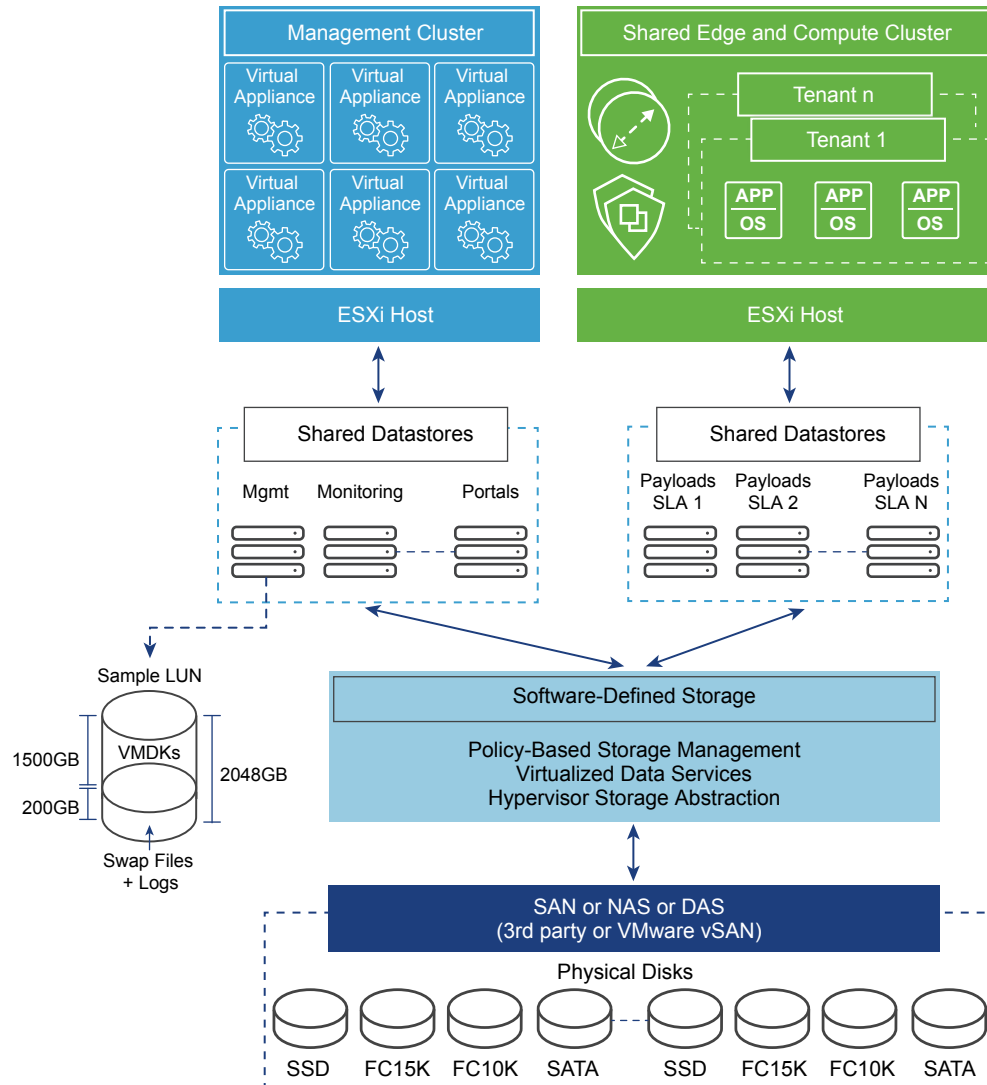 Management Cluster
Virtual Appliance
Virtual Appliance
Virtual Appliance
Virtual Appliance
Virtual Appliance
Virtual Appliance
ESXi Host
Shared Edge and Compute Cluster
Tenant n
Tenant 1
APP
OS
APP
OS
APP
OS
ESXi Host
Shared Datastores
Mgmt
Monitoring
Portals
Shared Datastores
Payloads
SLA 1
Payloads
SLA 2
Payloads
SLA N
Sample LUN
1500GB
VMDKs
2048GB
200GB
Swap Files
+ Logs
Software-Defined Storage
Policy-Based Storage Management
Virtualized Data Services
Hypervisor Storage Abstraction
SAN or NAS or DAS
(3rd party or VMware vSAN)
Physical Disks
SSD
FC15K
FC10K
SATA
SSD
FC15K
FC10K
SATA